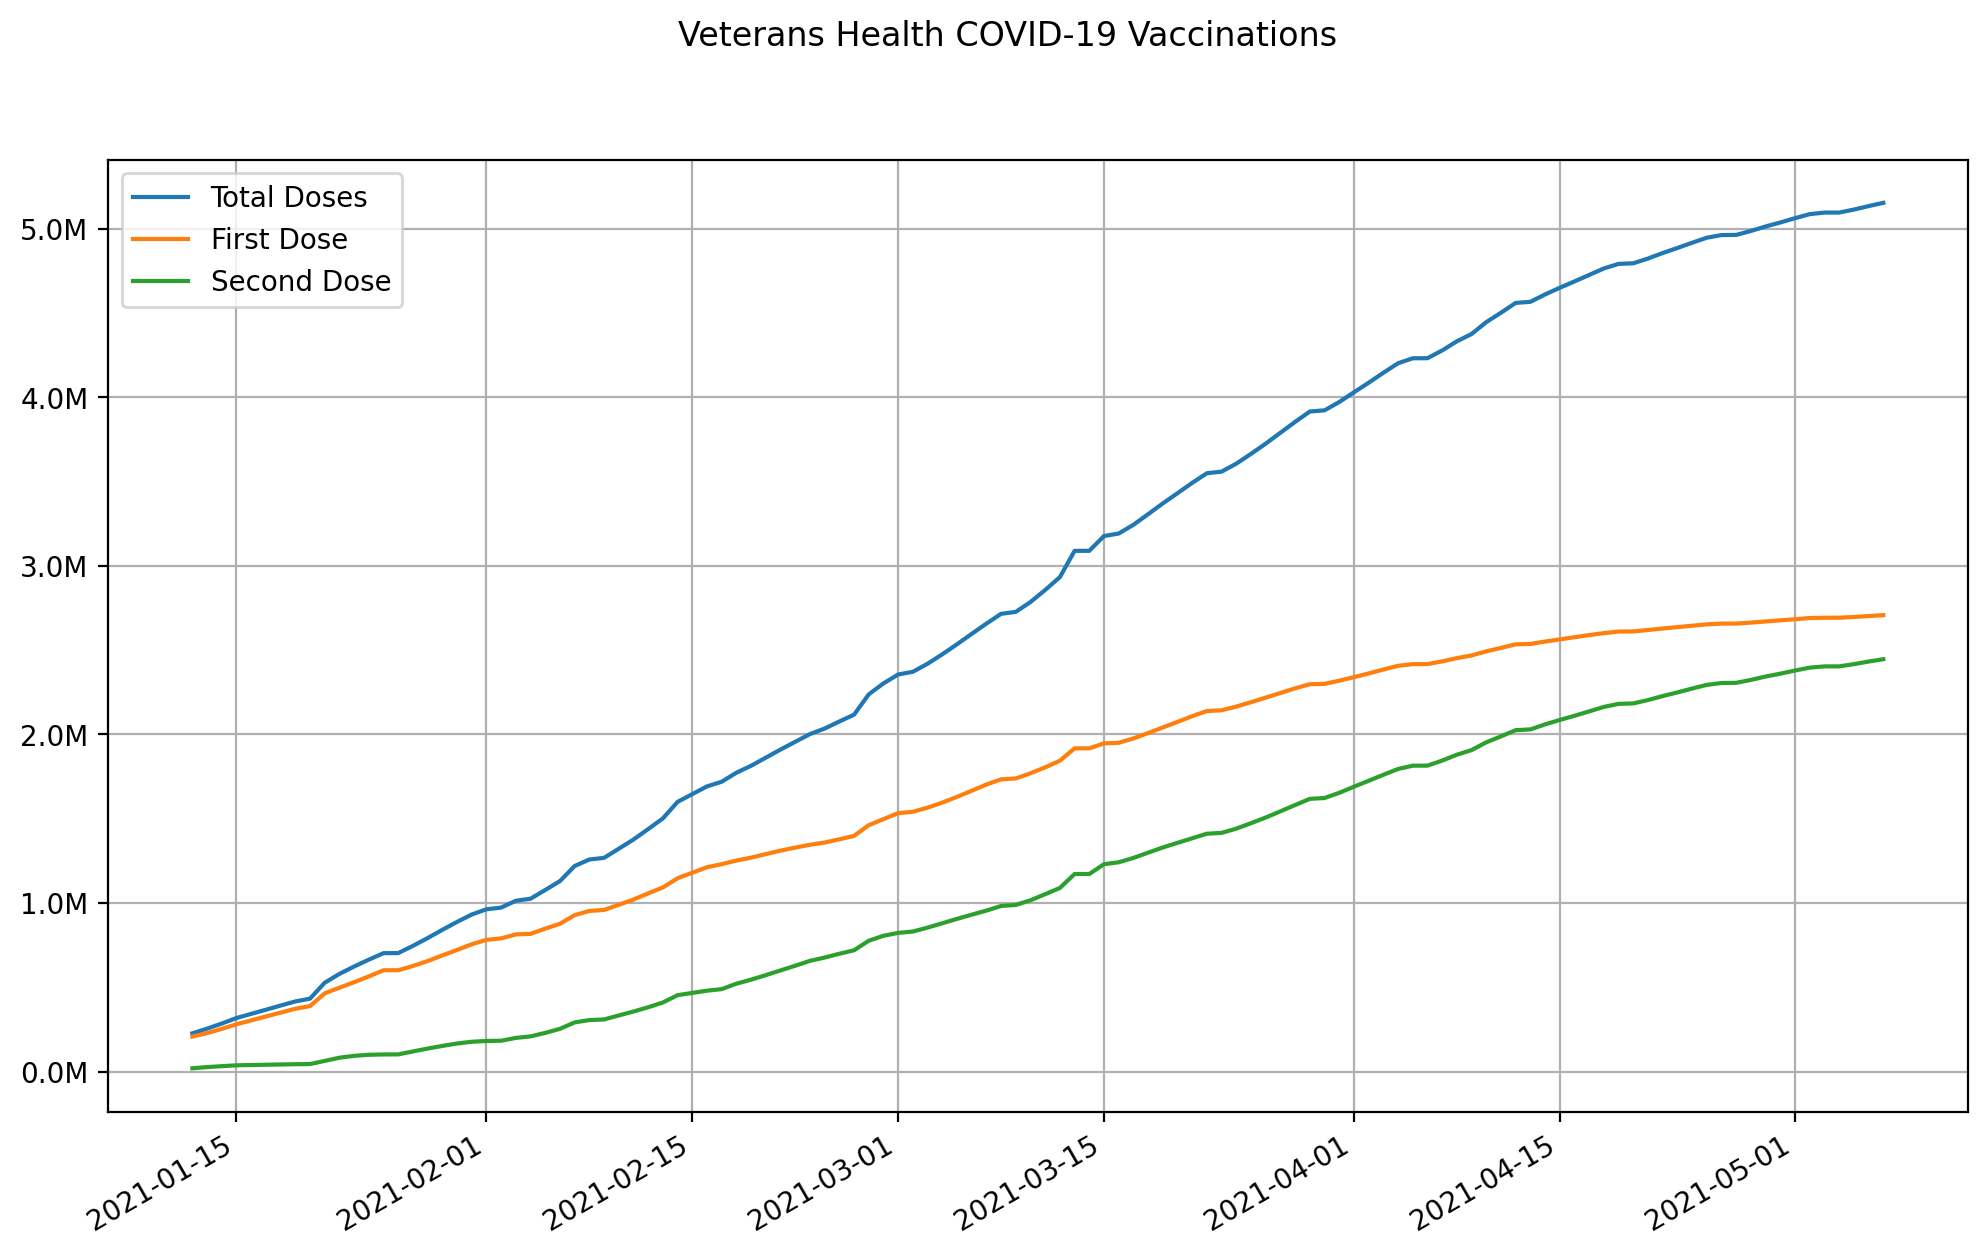 Veterans Health COVID-19 Vaccinations
Total Doses
First Dose
Second Dose
5.0M
4.0M
3.0M
2.0M
1.0M
0.0M
2021-01-15
2021-02-01
2021-02-15
2021-03-01
2021-03-15
2021-04-01
2021-04-15
2021-05-01